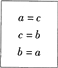 a = c
c = b
b = a